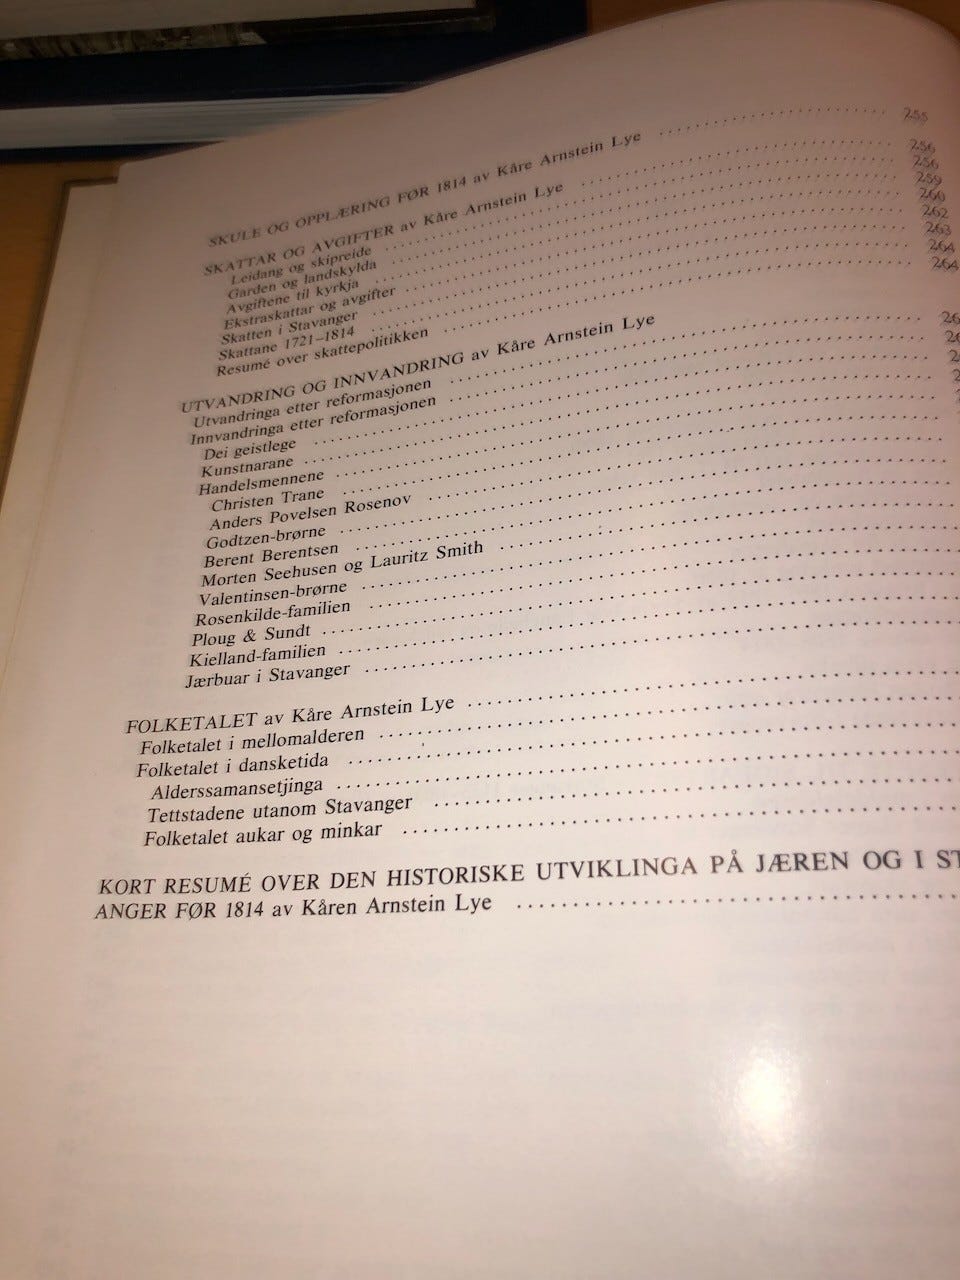 SKULE OG OPPLÆRING FØR 1814 av Kåre Arnstein Lye 255
SKATTAR OG AVGIFTER av Kåre Arnstein Lye 256
Leidang og skipreide 256
Garden og landskylda 259
Avgiftene til kyrkja 260
Ekstraskattar og avgifter 262
Skatten i Stavanger 263
Skattane 1721–1814 264
Resumé over skattepolitikken 264
UTVANDRING OG INNVANDRING av Kåre Arnstein Lye
Utvandringa etter reformasjonen
Innvandringa etter reformasjonen
Dei geistlege
Kunstnarane
Handelsmennene
Christen Trane
Anders Povelsen Rosenov
Godtzen-brørne
Berent Berentsen
Morten Seehusen og Lauritz Smith
Valentinsen-brørne
Rosenkilde-familien
Ploug & Sundt
Kielland-familien
Jærbuar i Stavanger
FOLKETALET av Kåre Arnstein Lye
Folketalet i mellomalderen
Folketalet i dansketida
Alderssamansetjinga
Tettstadene utanom Stavanger
Folketalet aukar og minkar
KORT RESUMÉ OVER DEN HISTORISKE UTVIKLINGA PÅ JÆREN OG I ST
ANGER FØR 1814 av Kåren Arnstein Lye